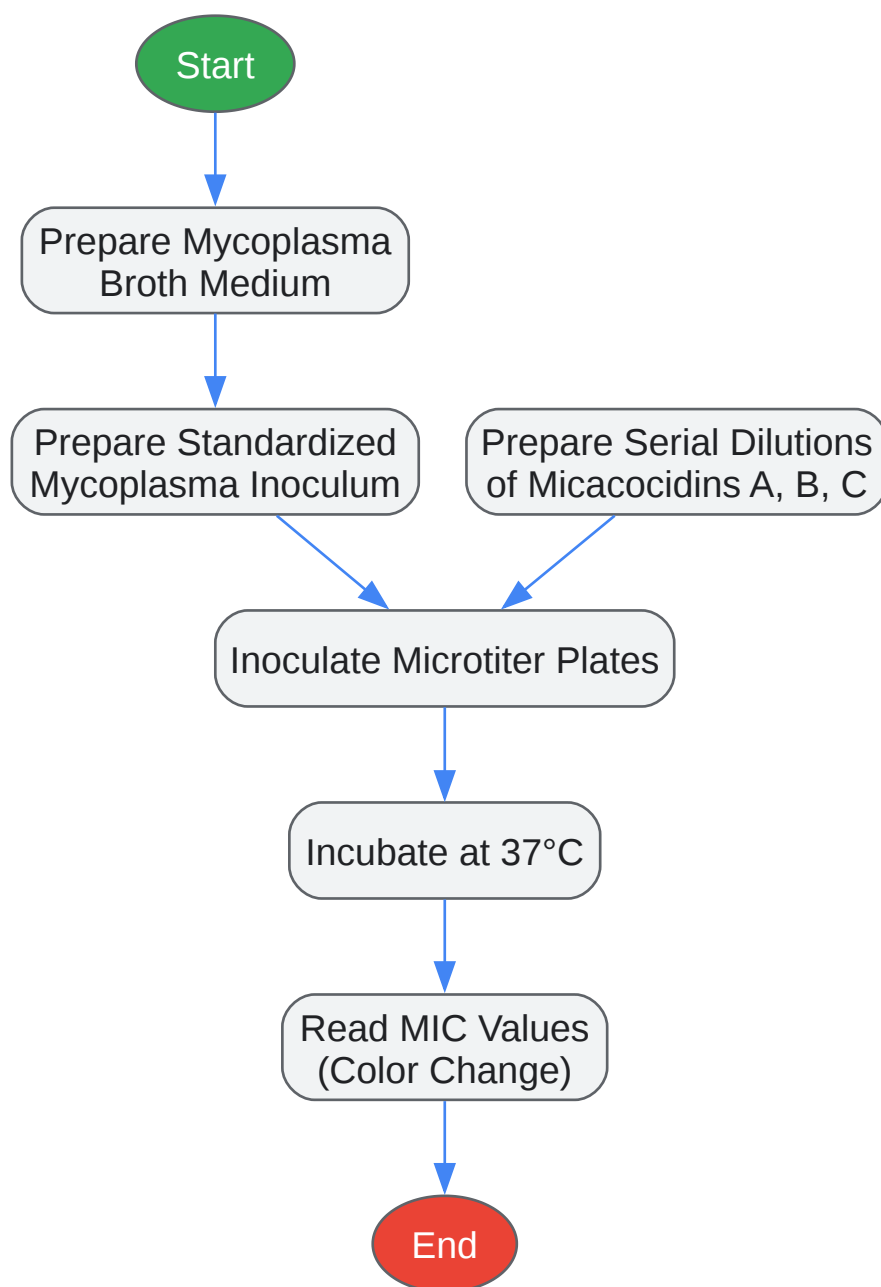 Start
Prepare Mycoplasma
Broth Medium
Prepare Standardized
Mycoplasma Inoculum
Prepare Serial Dilutions
of Micacocidins A, B, C
Inoculate Microtiter Plates
Incubate at 37°C
Read MIC Values
(Color Change)
End